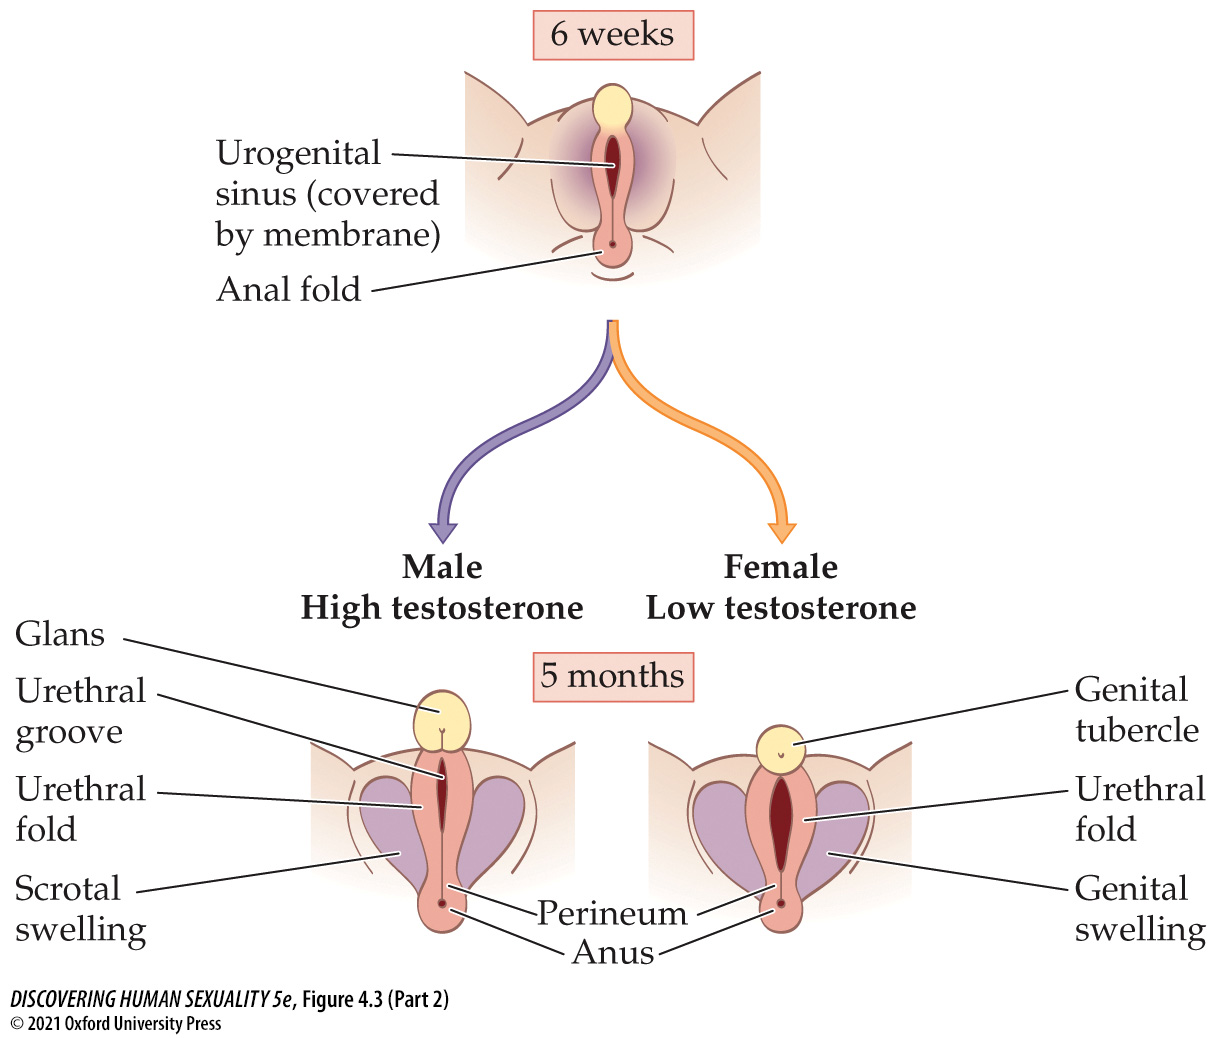 6 weeks
Urogenital
sinus (covered
by membrane)
Anal fold
Male
High testosterone
Female
Low testosterone
5 months
Glans
Urethral
groove
Urethral
fold
Scrotal
swelling
Perineum
Anus
Genital
tubercle
Urethral
fold
Genital
swelling
DISCOVERING HUMAN SEXUALITY 5e, Figure 4.3 (Part 2)
© 2021 Oxford University Press